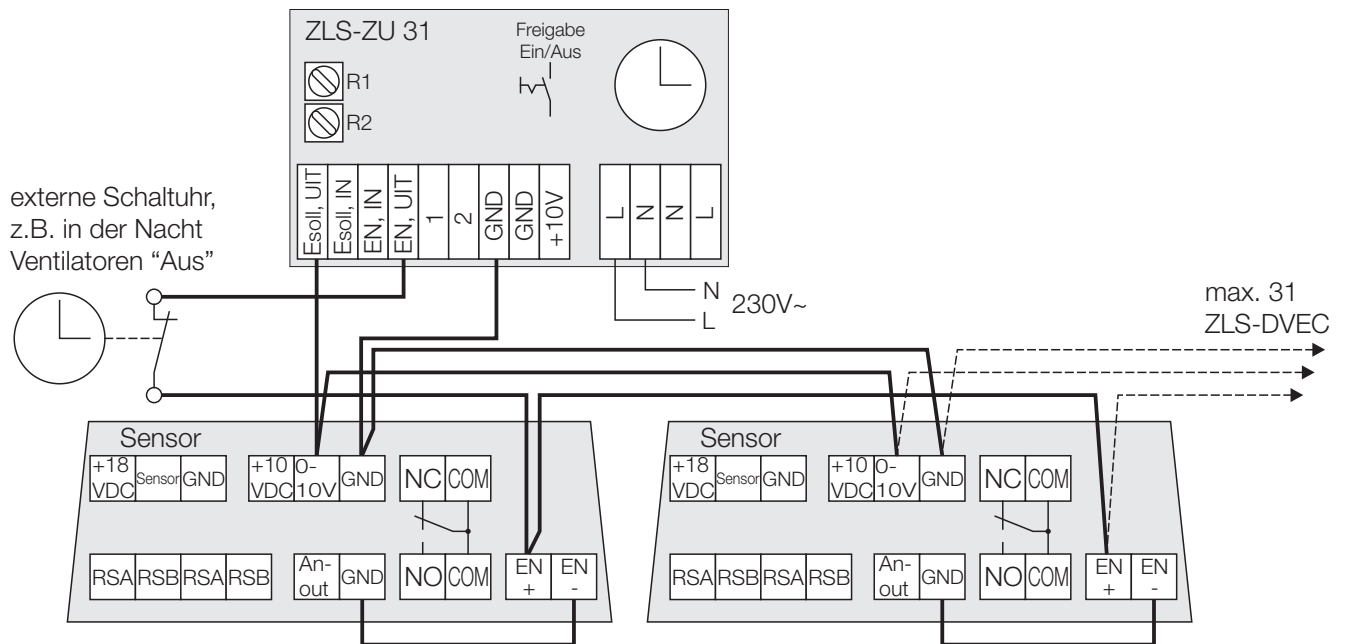 ZLS-ZU 31
Freigabe
Ein/Aus
R1
R2
Esoll, UIT
Esoll, IN
EN, IN
EN, UIT
1
2
GND
GND
+10V
L
N
N
L
externe Schaltuhr,
z.B. in der Nacht
Ventilatoren “Aus”
N
L
230V~
max. 31
ZLS-DVEC
Sensor
+18
VDC
Sensor
GND
+10
VDC
0-
10V
GND
NC
COM
RSA
RSB
RSA
RSB
An-
out
GND
NO
COM
EN
+
EN
-
Sensor
+18
VDC
Sensor
GND
+10
VDC
0-
10V
GND
NC
COM
RSA
RSB
RSA
RSB
An-
out
GND
NO
COM
EN
+
EN
-